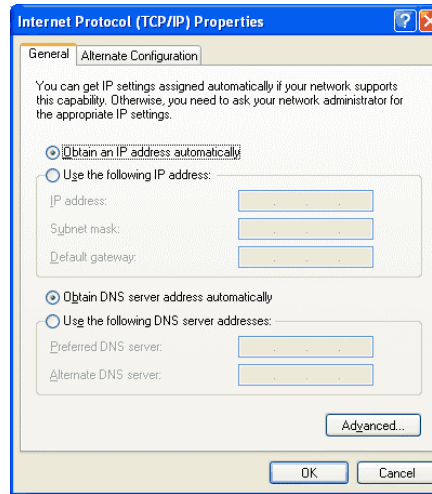 Internet Protocol (TCP/IP) Properties
General
Alternate Configuration
You can get IP settings assigned automatically if your network supports
this capability. Otherwise, you need to ask your network administrator for
the appropriate IP settings.
Obtain an IP address automatically
Use the following IP address:
IP address:
Subnet mask:
Default gateway:
Obtain DNS server address automatically
Use the following DNS server addresses:
Preferred DNS server:
Alternate DNS server:
Advanced...
OK
Cancel